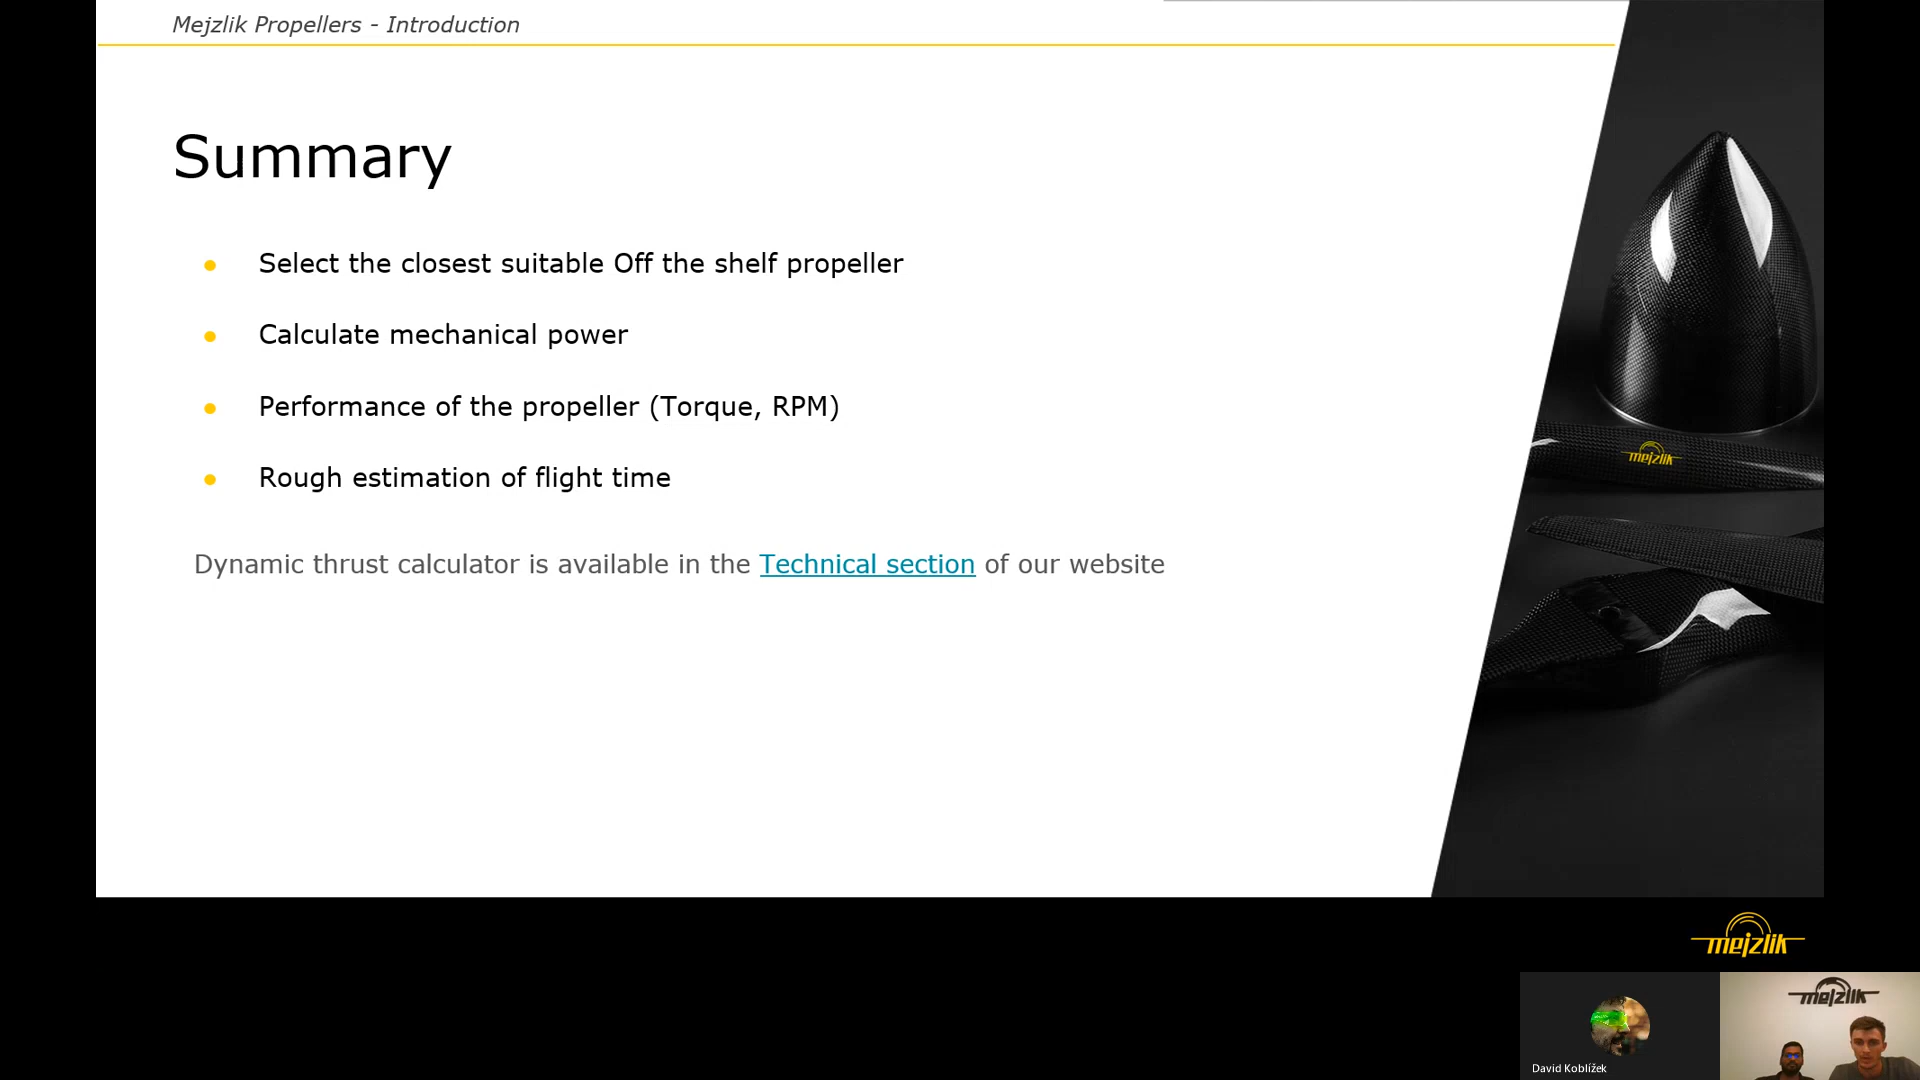 Mejzlik Propellers - Introduction
Summary
Select the closest suitable Off the shelf propeller
Calculate mechanical power
Performance of the propeller (Torque, RPM)
Rough estimation of flight time
Dynamic thrust calculator is available in the Technical section of our website
mejzlik
mejzlik
mejzlik
David Koblížek